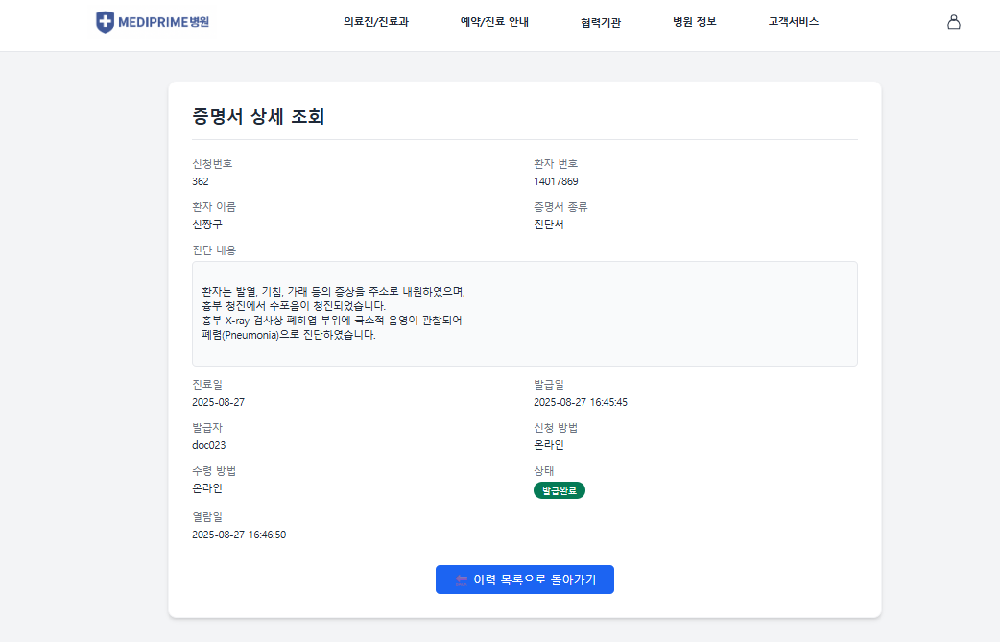 MEDIPRIME병원
의료진/진료과
예약/진료 안내
협력기관
병원 정보
고객서비스
증명서 상세 조회
신청번호
362
환자 번호
14017869
환자 이름
신짱구
증명서 종류
진단서
진단 내용
환자는 발열, 기침, 가래 등의 증상을 주소로 내원하였으며,
흉부 청진에서 수포음이 청진되었습니다.
흉부 X-ray 검사상 폐하엽 부위에 국소적 음영이 관찰되어
폐렴(Pneumonia)으로 진단하였습니다.
진료일
2025-08-27
발급일
2025-08-27 16:45:45
발급자
doc023
신청 방법
온라인
수령 방법
온라인
상태
발급완료
열람일
2025-08-27 16:46:50
이력 목록으로 돌아가기